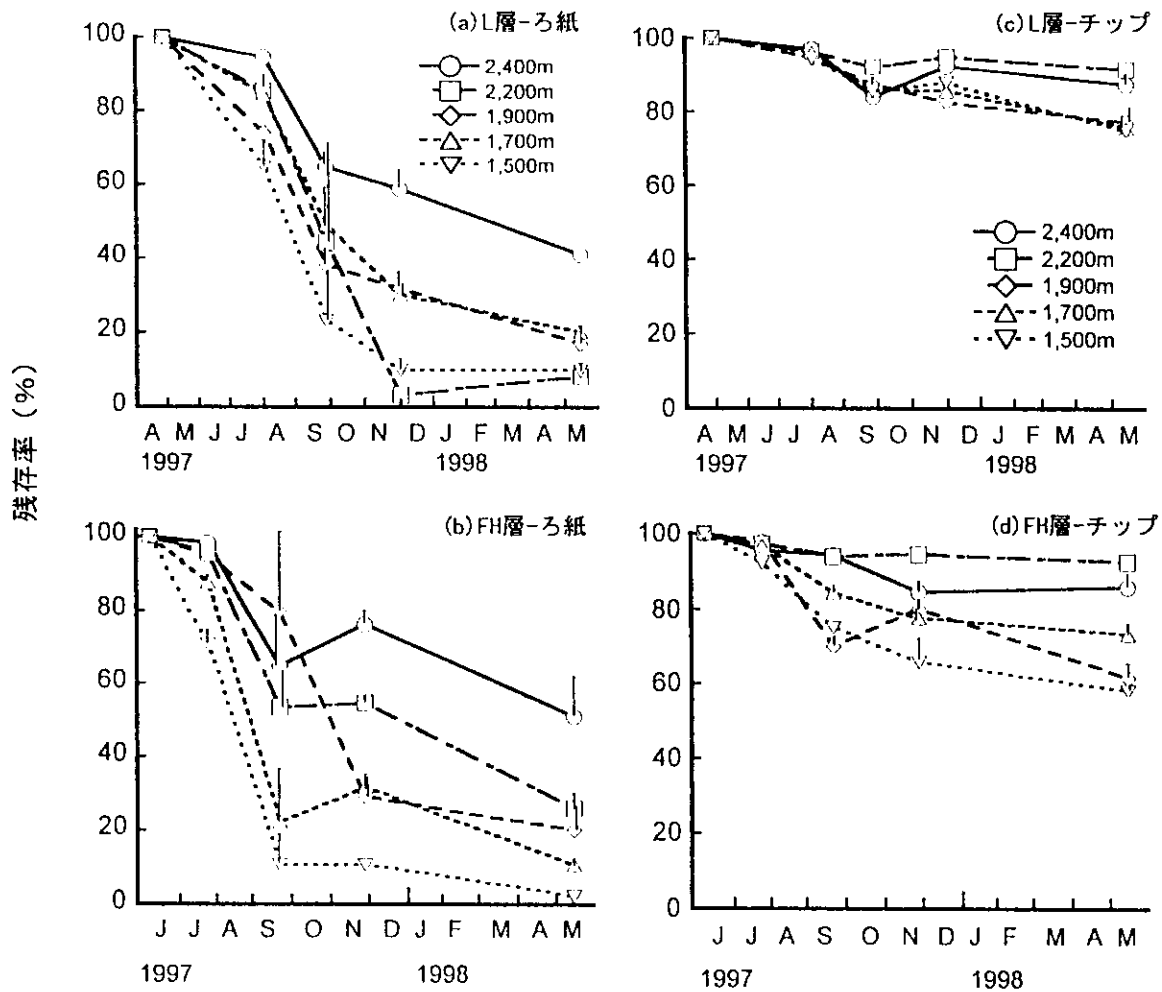 残存率 (%)
(a)L層-ろ紙
100
80
60
40
20
0
2,400m
2,200m
1,900m
1,700m
1,500m
A M J J A S O N D J F M A M
1997 1998
(c)L層-チップ
100
80
60
40
20
0
2,400m
2,200m
1,900m
1,700m
1,500m
A M J J A S O N D J F M A M
1997 1998
(b)FH層-ろ紙
100
80
60
40
20
0
J J A S O N D J F M A M
1997 1998
(d)FH層-チップ
100
80
60
40
20
0
J J A S O N D J F M A M
1997 1998